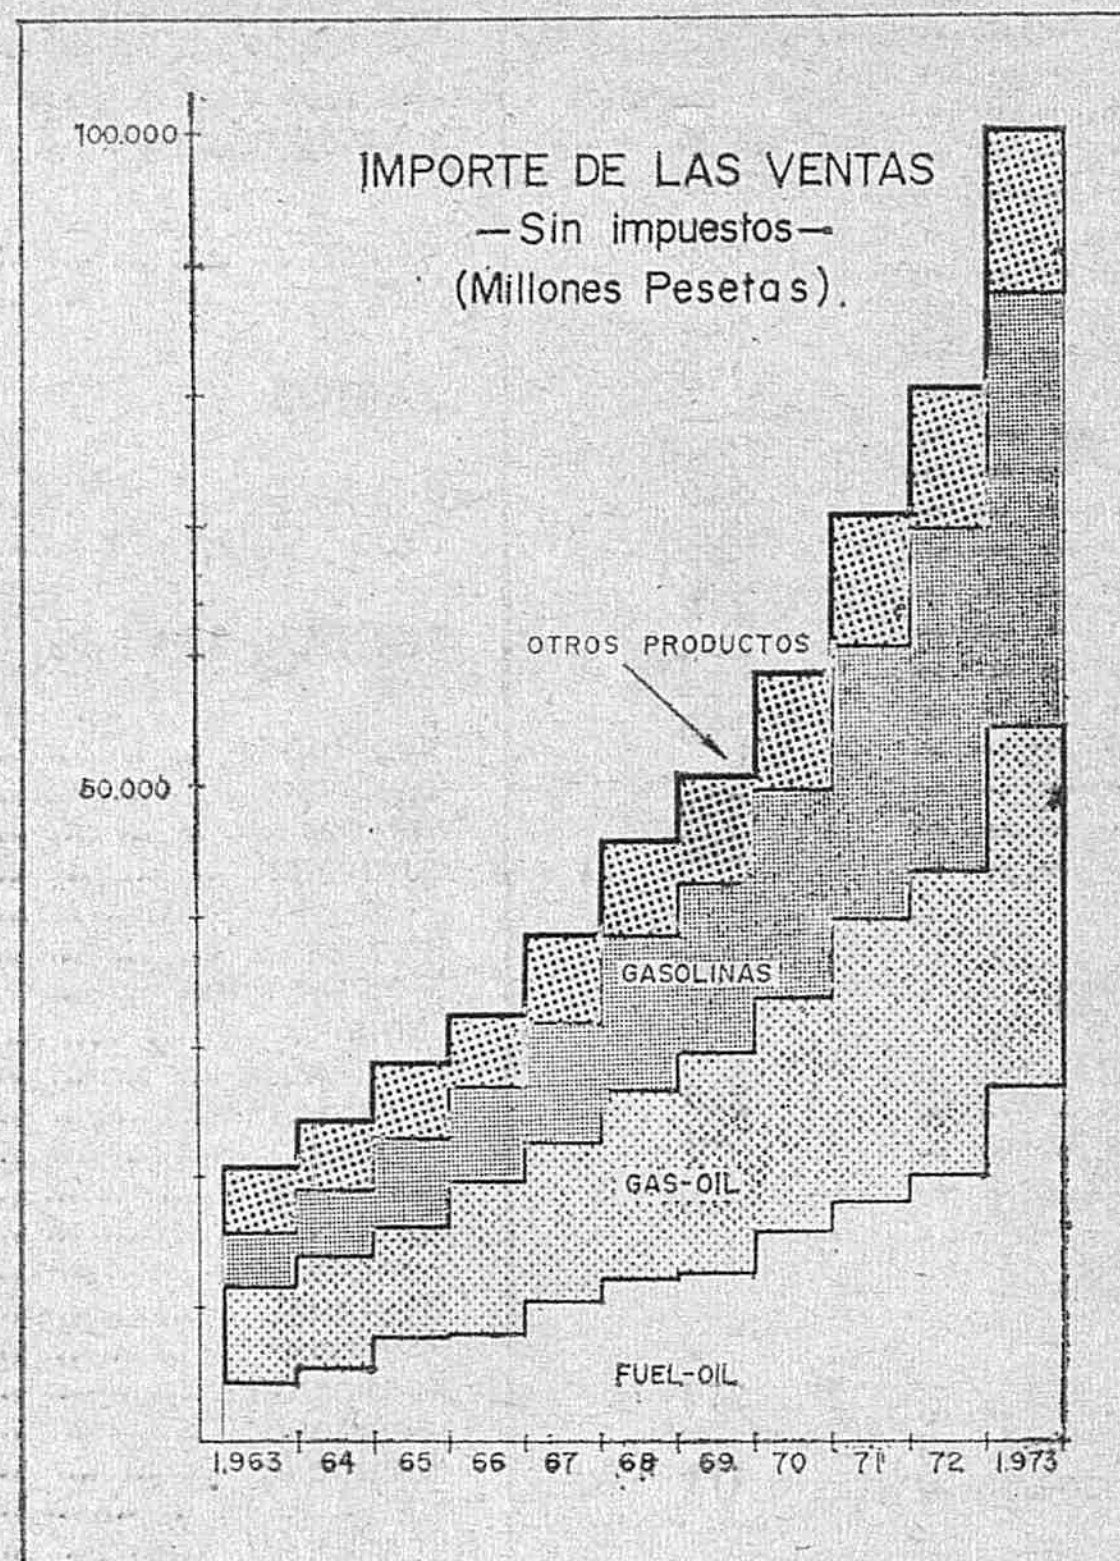 100.000
IMPORTE DE LAS VENTAS
—Sin impuestos—
(Millones Pesetas).
OTROS PRODUCTOS
50.000
GASOLINAS
GAS-OIL
FUEL-OIL
1.963 64 65 66 67 68 69 70 71 72 1.973